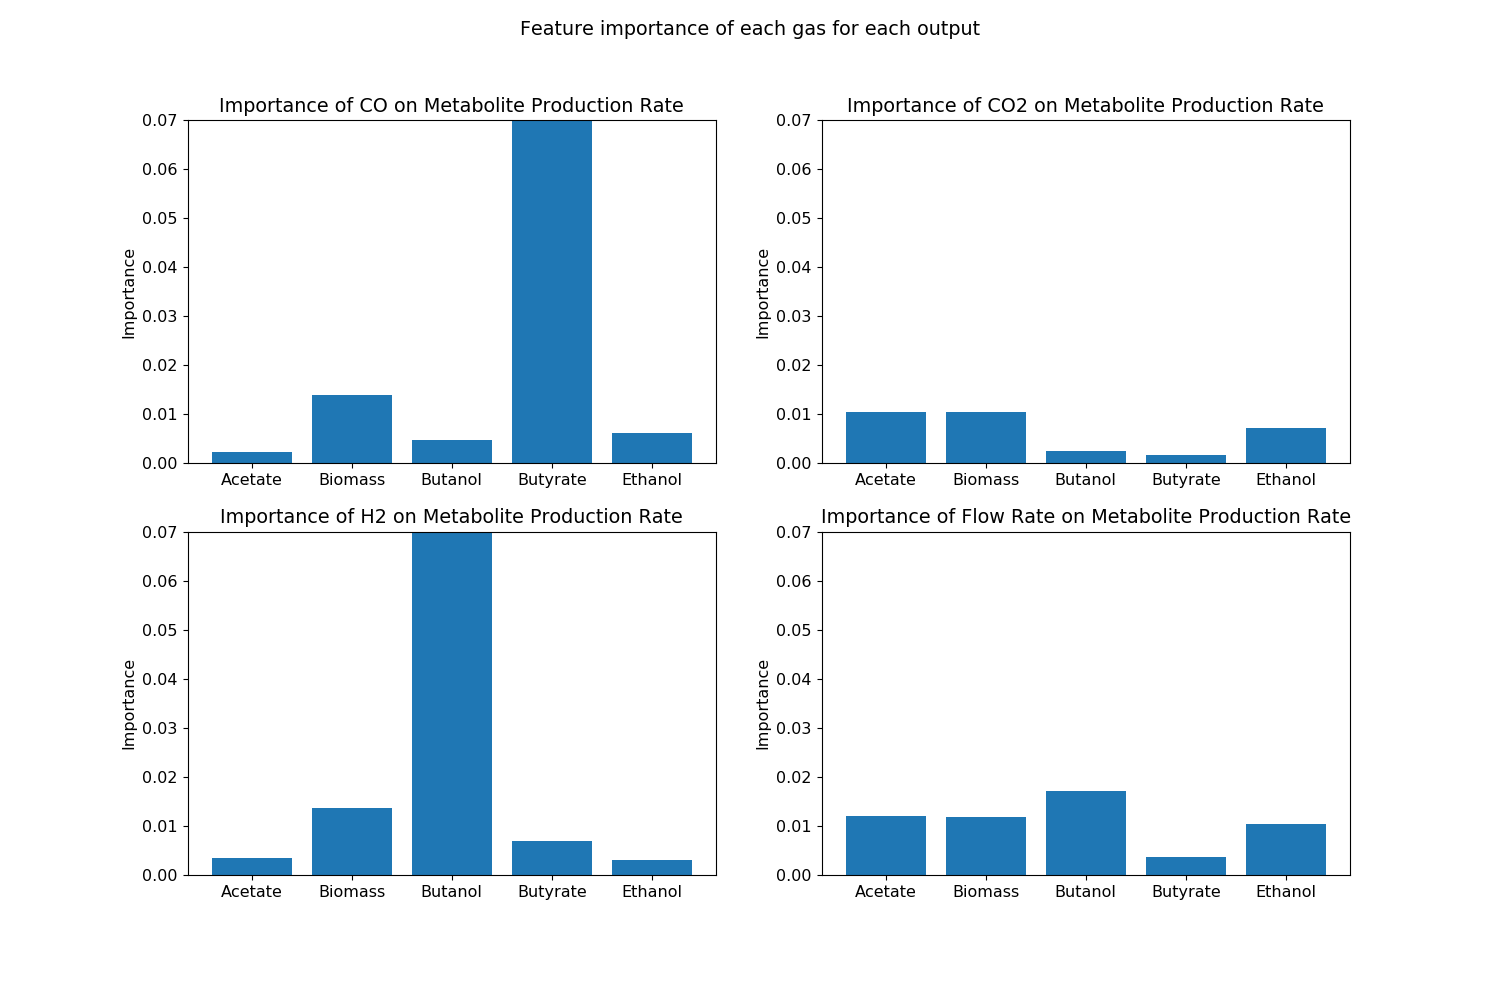 Feature importance of each gas for each output
Importance of CO on Metabolite Production Rate
Importance
0.07
0.06
0.05
0.04
0.03
0.02
0.01
0.00
Acetate Biomass Butanol Butyrate Ethanol
Importance of CO2 on Metabolite Production Rate
Importance
0.07
0.06
0.05
0.04
0.03
0.02
0.01
0.00
Acetate Biomass Butanol Butyrate Ethanol
Importance of H2 on Metabolite Production Rate
Importance
0.07
0.06
0.05
0.04
0.03
0.02
0.01
0.00
Acetate Biomass Butanol Butyrate Ethanol
Importance of Flow Rate on Metabolite Production Rate
Importance
0.07
0.06
0.05
0.04
0.03
0.02
0.01
0.00
Acetate Biomass Butanol Butyrate Ethanol